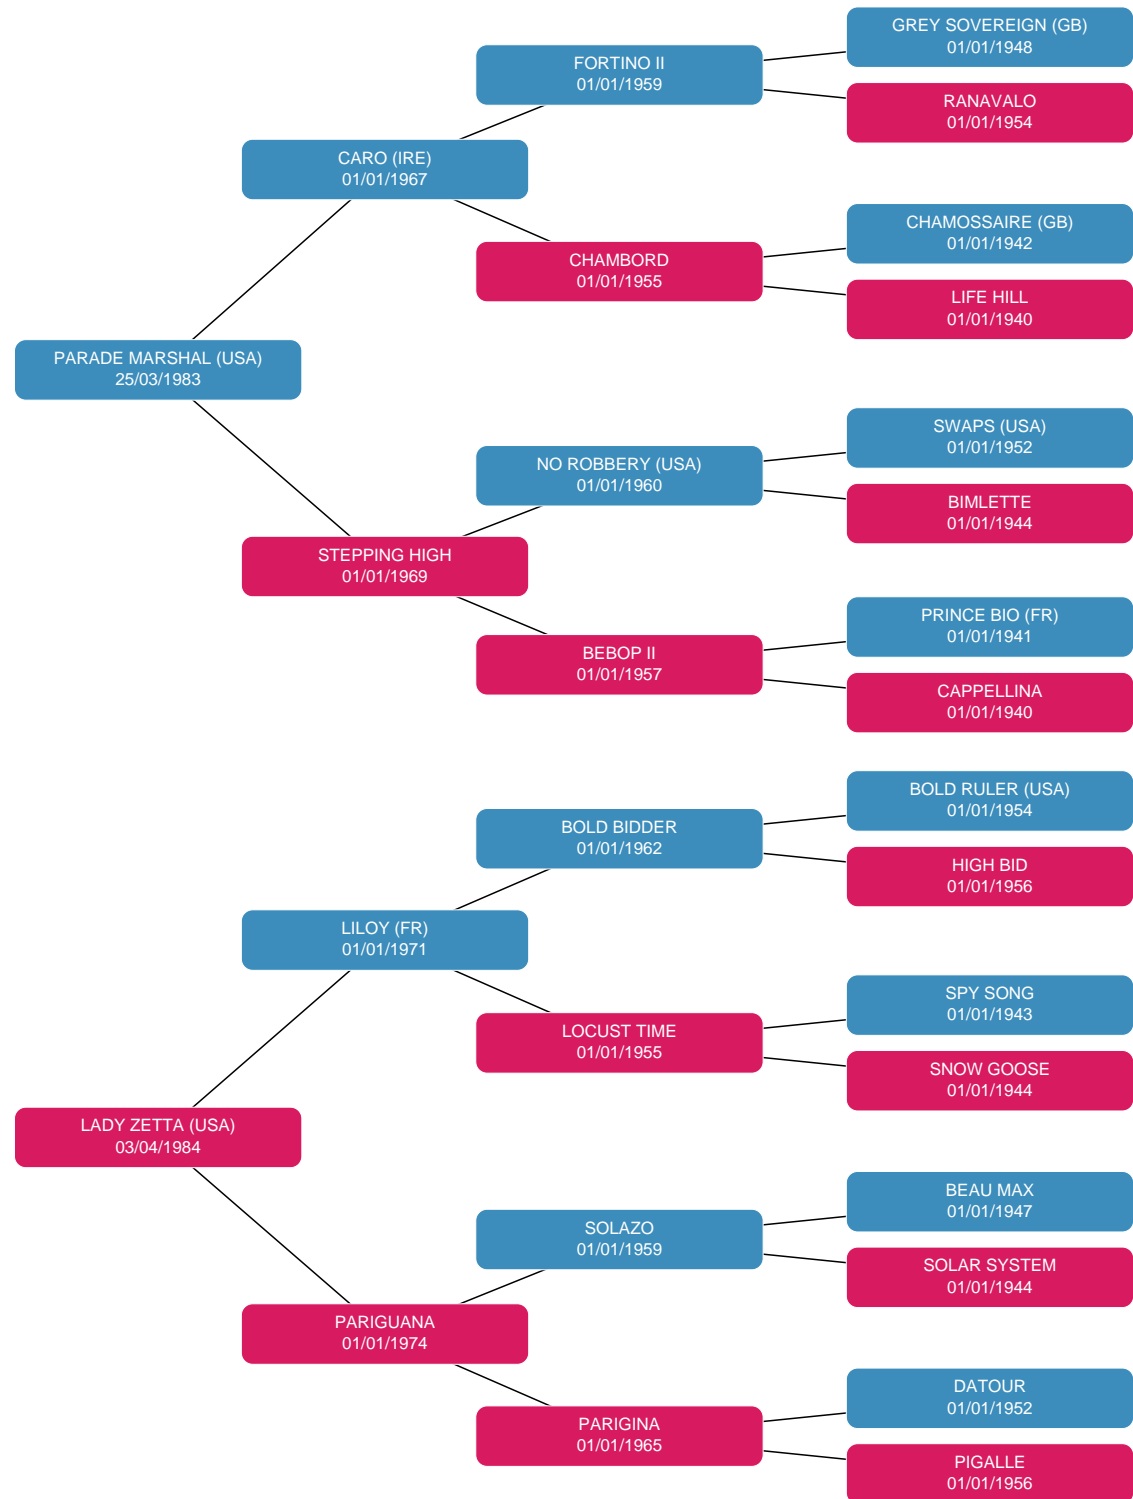 GREY SOVEREIGN (GB)
01/01/1948
FORTINO II
01/01/1959
RANAVALO
01/01/1954
CARO (IRE)
01/01/1967
CHAMOSSAIRE (GB)
01/01/1942
CHAMBORD
01/01/1955
LIFE HILL
01/01/1940
PARADE MARSHAL (USA)
25/03/1983
SWAPS (USA)
01/01/1952
NO ROBBERY (USA)
01/01/1960
BIMLETTE
01/01/1944
STEPPING HIGH
01/01/1969
PRINCE BIO (FR)
01/01/1941
BEBOP II
01/01/1957
CAPPELLINA
01/01/1940
BOLD RULER (USA)
01/01/1954
BOLD BIDDER
01/01/1962
HIGH BID
01/01/1956
LILOY (FR)
01/01/1971
SPY SONG
01/01/1943
LOCUST TIME
01/01/1955
SNOW GOOSE
01/01/1944
LADY ZETTA (USA)
03/04/1984
BEAU MAX
01/01/1947
SOLAZO
01/01/1959
SOLAR SYSTEM
01/01/1944
PARIGUANA
01/01/1974
DATOUR
01/01/1952
PARIGINA
01/01/1965
PIGALLE
01/01/1956